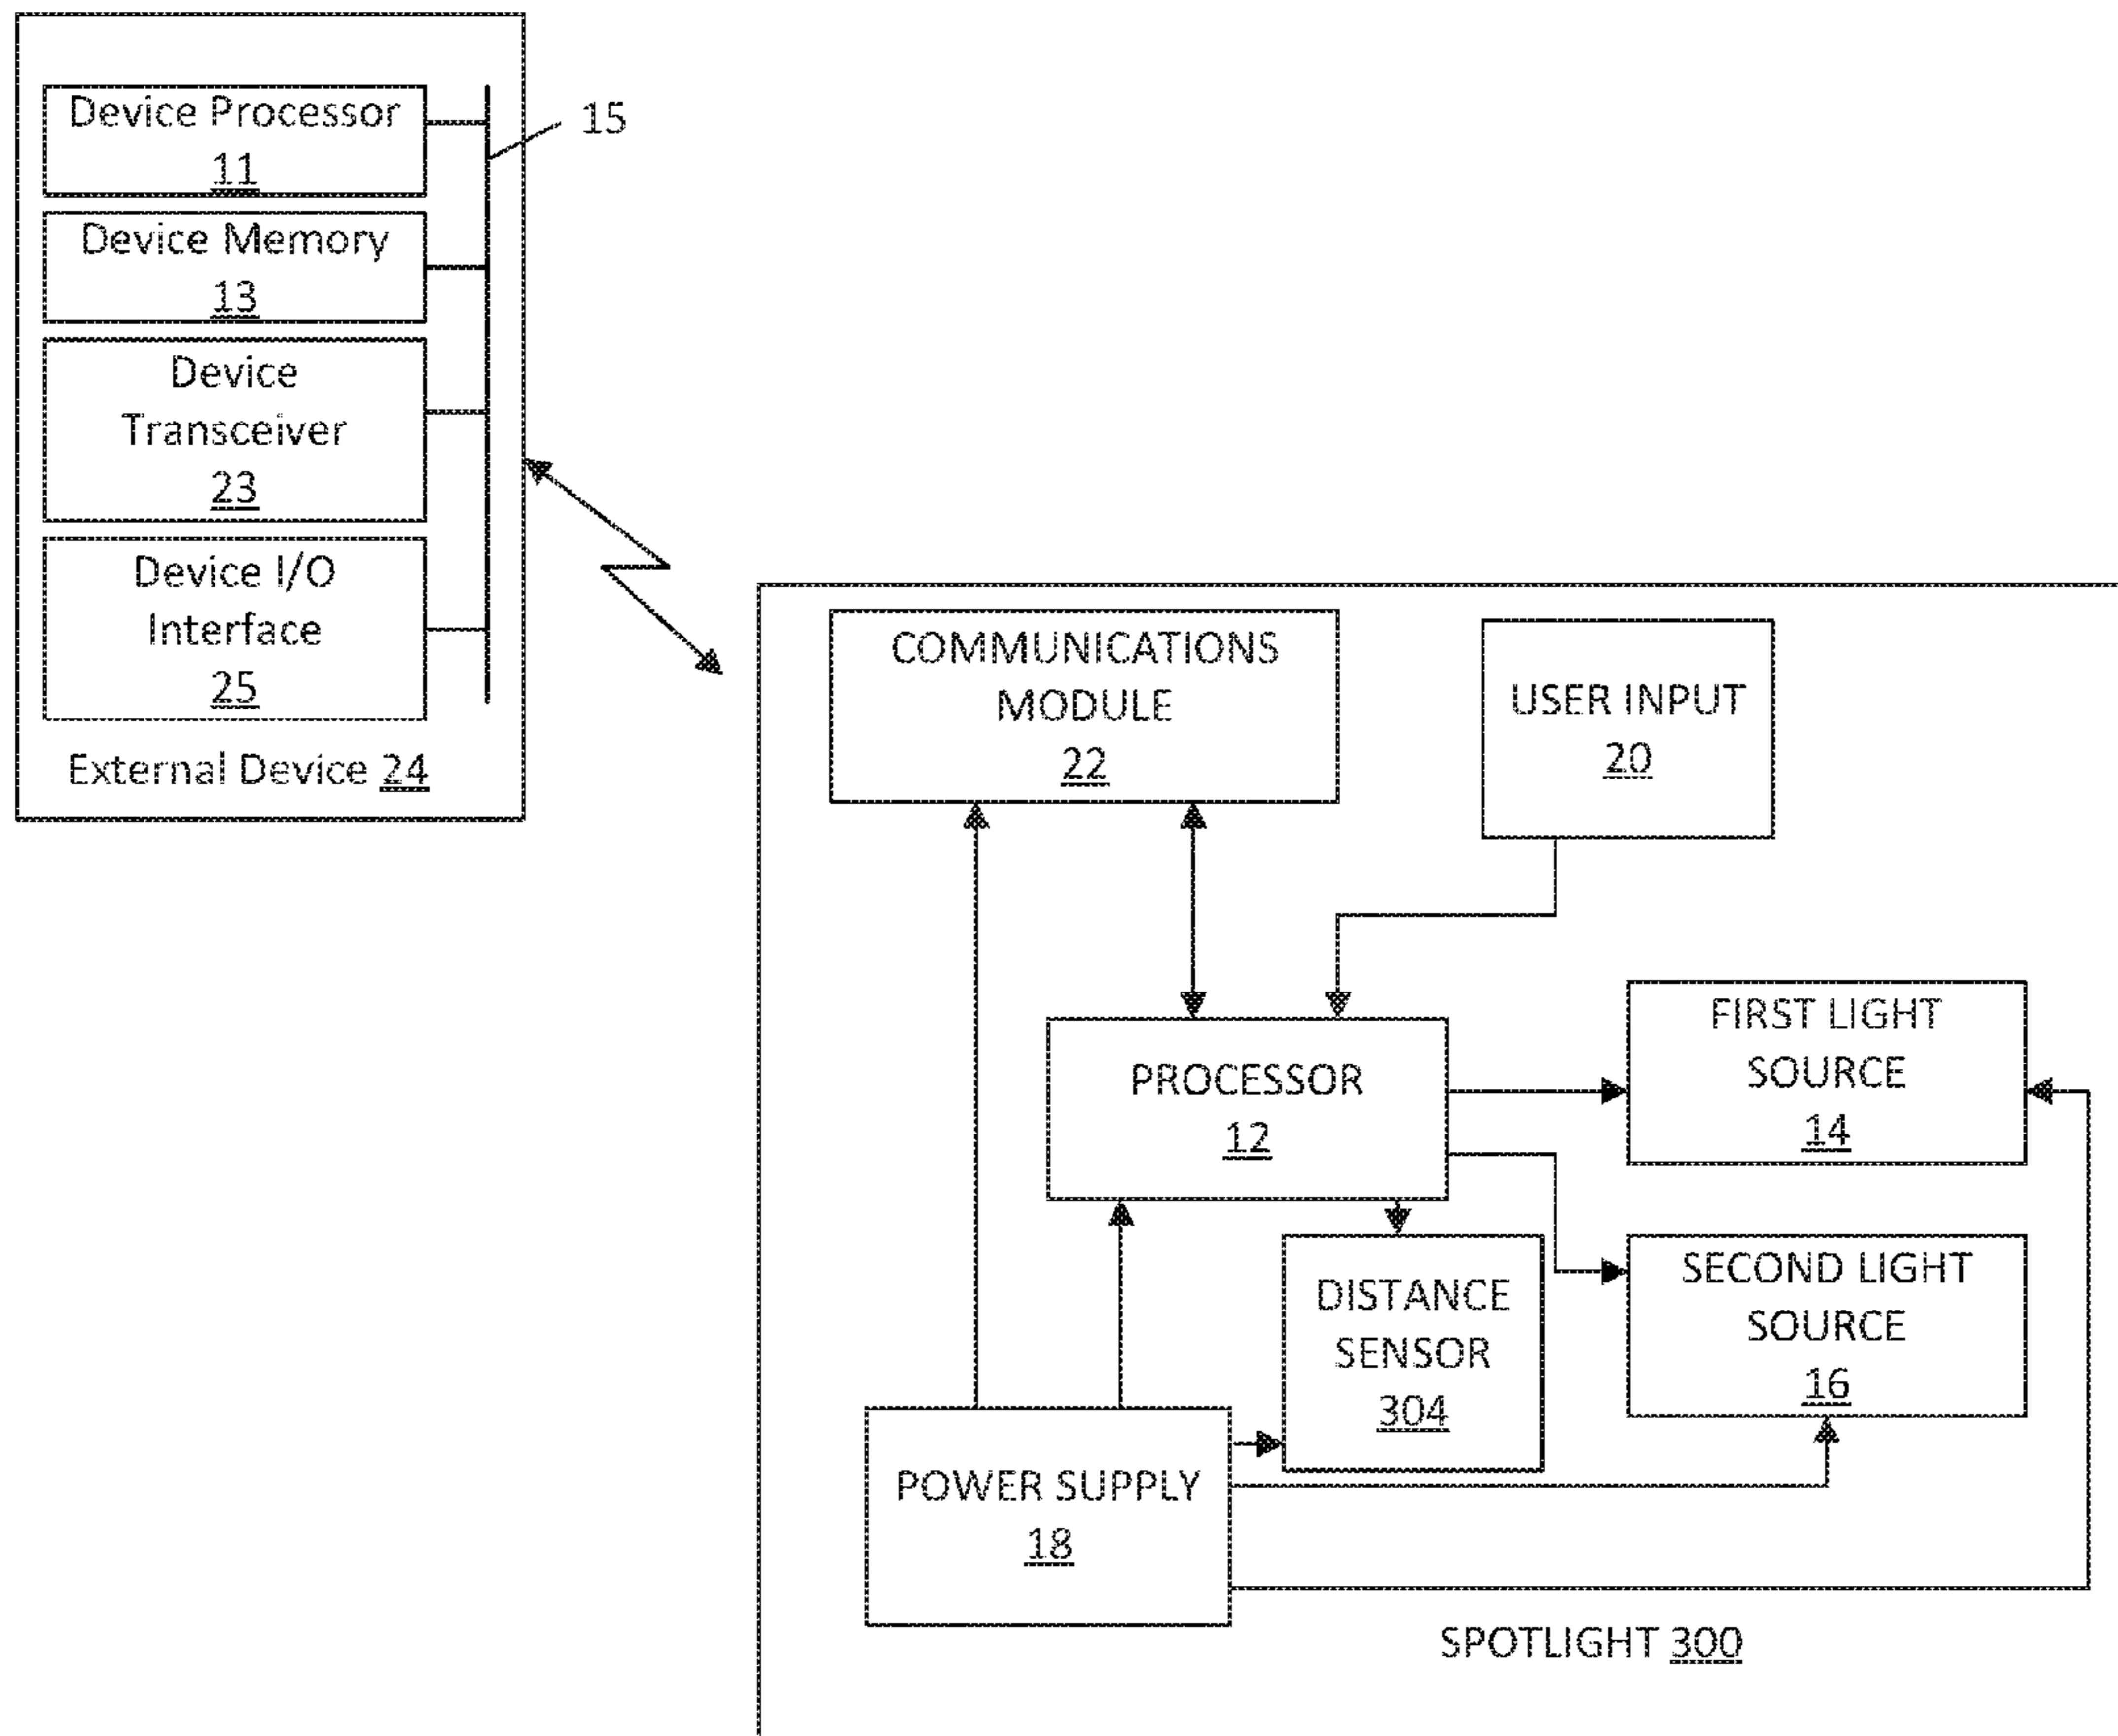 Device Processor
11
15
Device Memory
13
Device
Transceiver
23
Device I/O
Interface
25
External Device 24
COMMUNICATIONS
MODULE
22
USER INPUT
20
PROCESSOR
12
FIRST LIGHT
SOURCE
14
DISTANCE
SENSOR
304
SECOND LIGHT
SOURCE
16
POWER SUPPLY
18
SPOTLIGHT 300